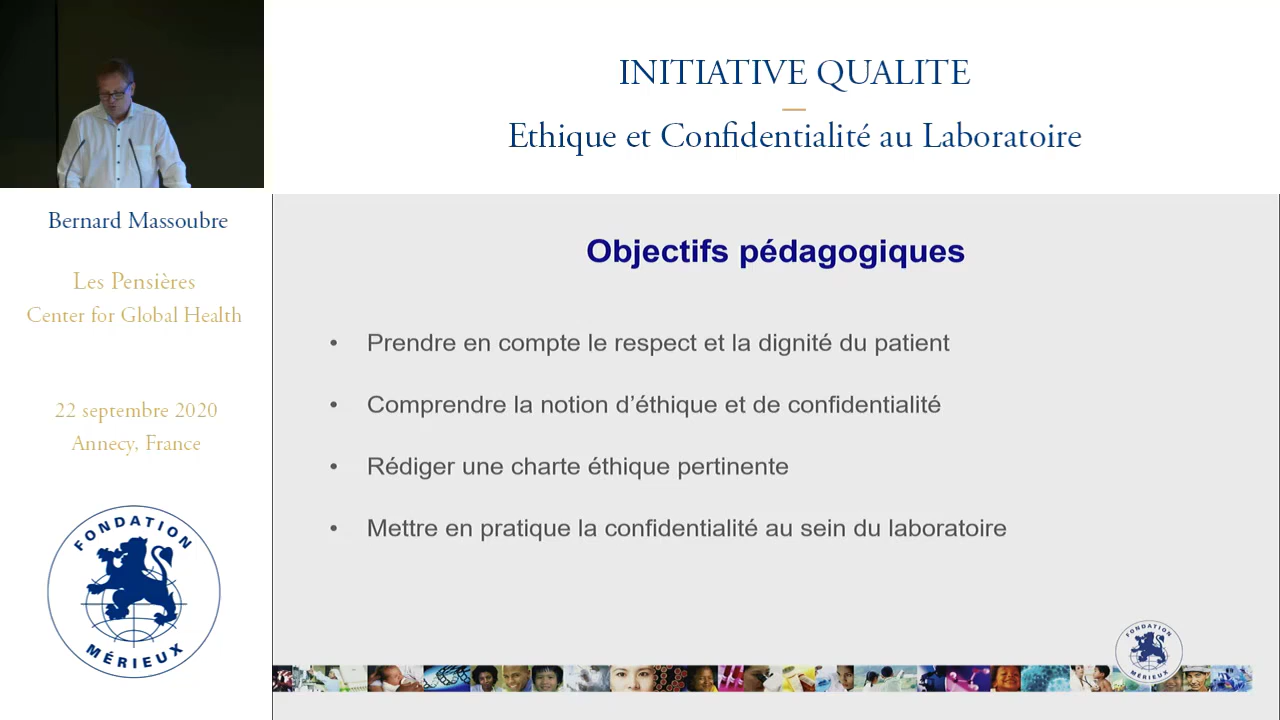 INITIATIVE QUALITE
Ethique et Confidentialité au Laboratoire
Bernard Massoubre
Les Pensières
Center for Global Health
22 septembre 2020
Annecy, France
FONDATION
MÉRIEUX
Objectifs pédagogiques
• Prendre en compte le respect et la dignité du patient
• Comprendre la notion d’éthique et de confidentialité
• Rédiger une charte éthique pertinente
• Mettre en pratique la confidentialité au sein du laboratoire
FONDATION
MÉRIEUX